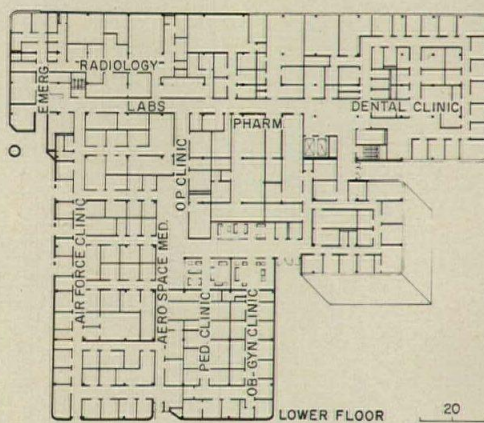 RADIOLOGY
EMERG
LABS
DENTAL CLINIC
PHARM.
OP CLINIC
AIR FORCE CLINIC
AERO SPACE MED.
PED CLINIC
OB-GYN CLINIC
LOWER FLOOR
20